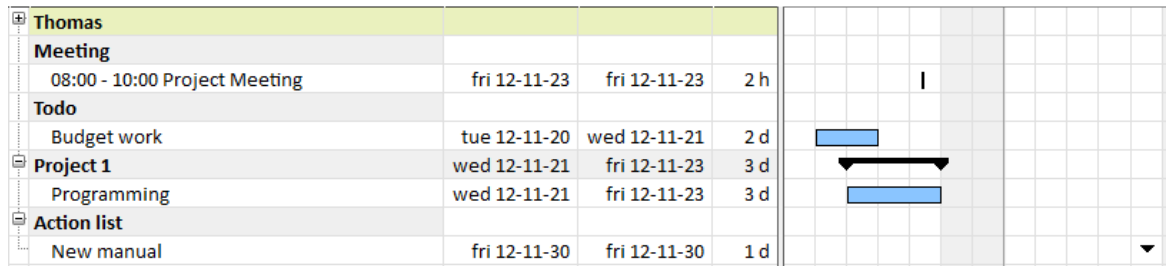 Thomas
Meeting
08:00 - 10:00 Project Meeting fri 12-11-23 fri 12-11-23 2 h
Todo
Budget work tue 12-11-20 wed 12-11-21 2 d
Project 1 wed 12-11-21 fri 12-11-23 3 d
Programming wed 12-11-21 fri 12-11-23 3 d
Action list
New manual fri 12-11-30 fri 12-11-30 1 d